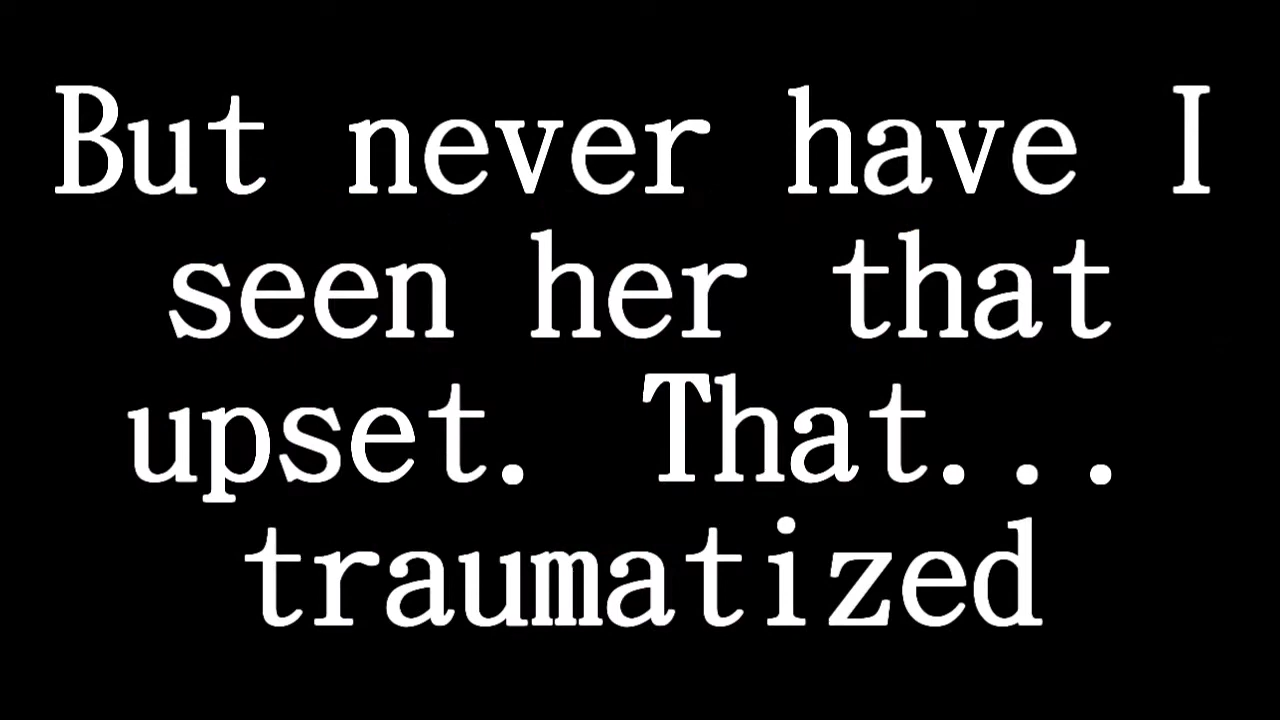 But never have I
seen her that
upset. That...
traumatized